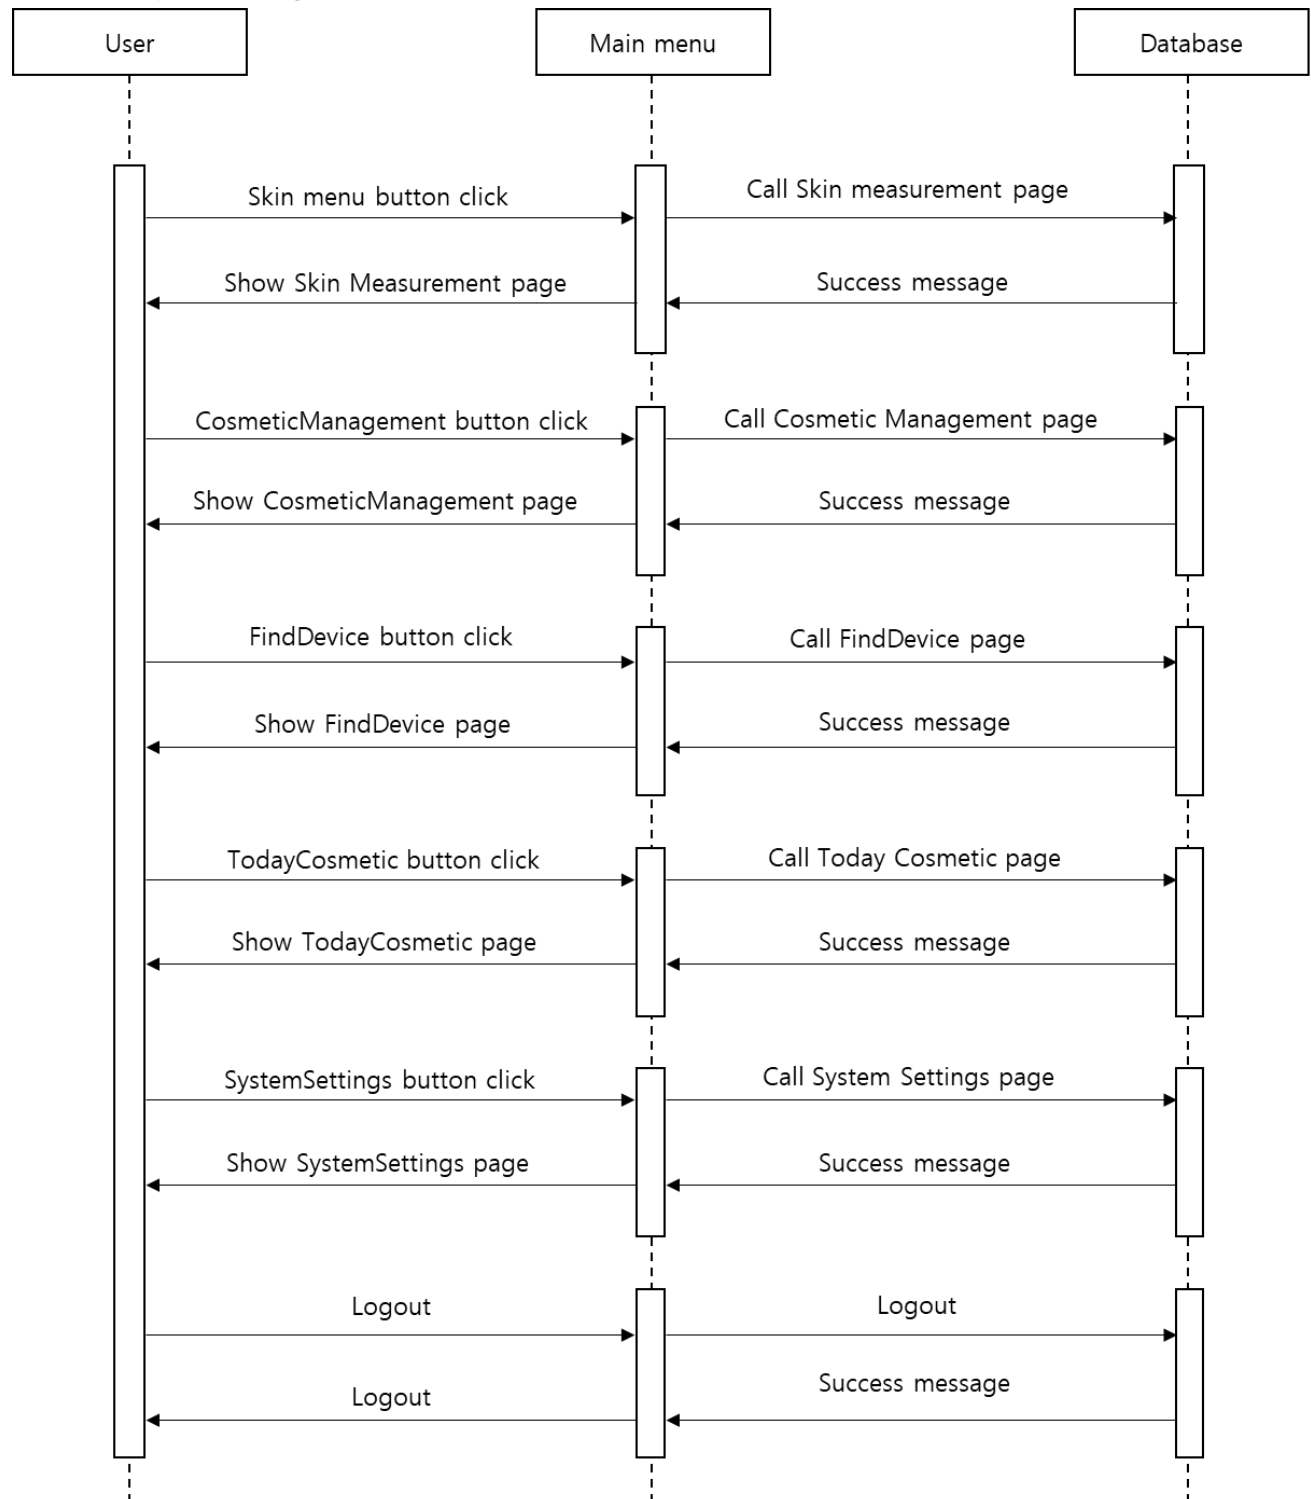 User
Main menu
Database
Skin menu button click
Call Skin measurement page
Show Skin Measurement page
Success message
CosmeticManagement button click
Call Cosmetic Management page
Show CosmeticManagement page
Success message
FindDevice button click
Call FindDevice page
Show FindDevice page
Success message
TodayCosmetic button click
Call Today Cosmetic page
Show TodayCosmetic page
Success message
SystemSettings button click
Call System Settings page
Show SystemSettings page
Success message
Logout
Logout
Logout
Success message